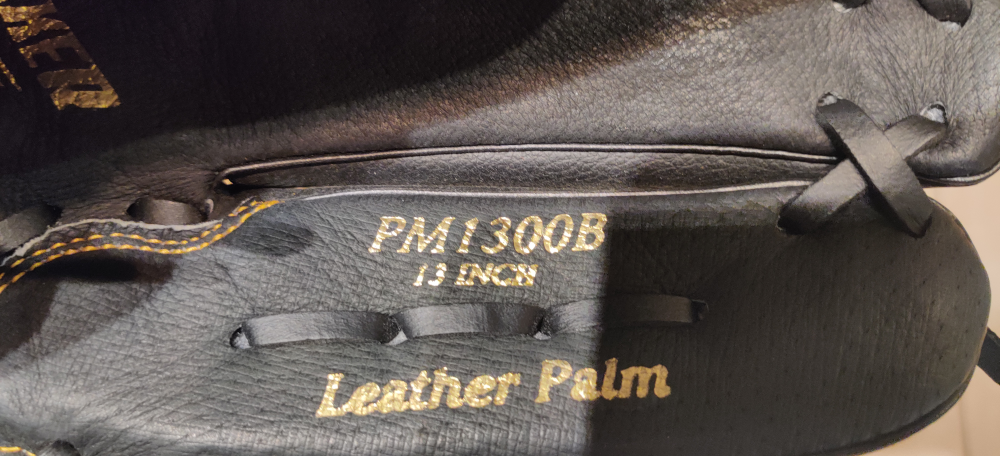 PM1300B
13 INCH
Leather Palm